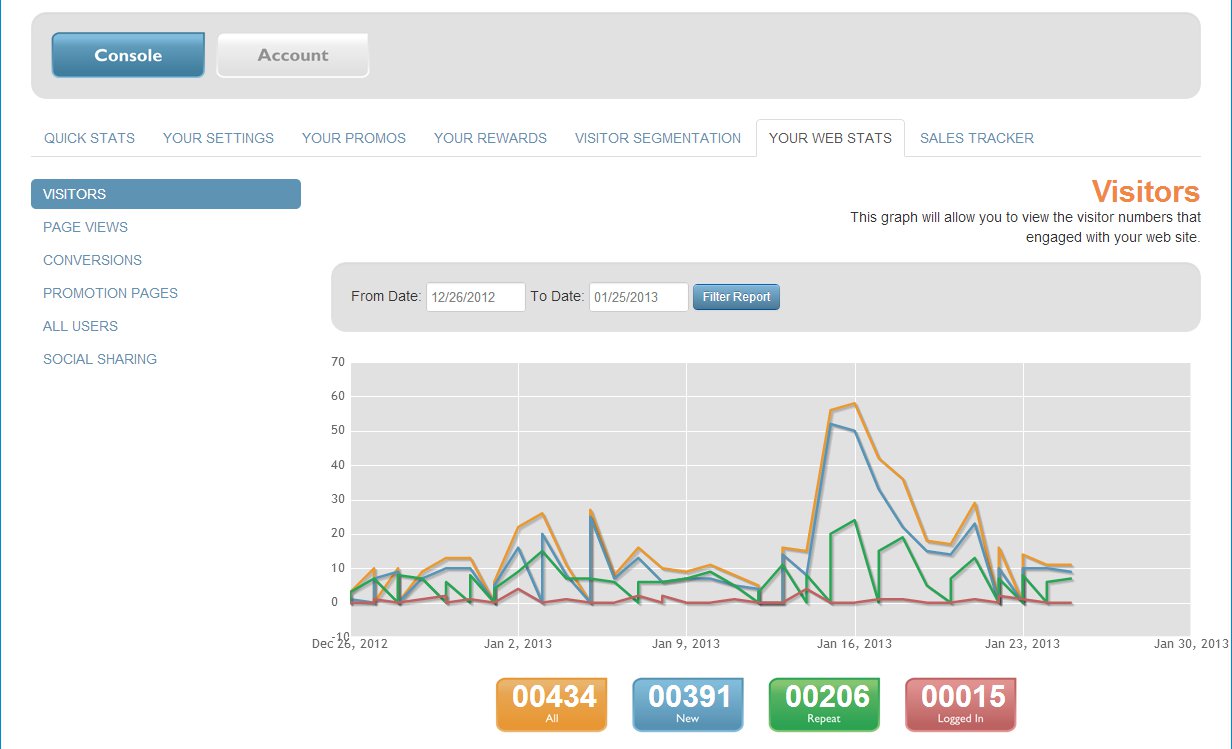 Console Account
QUICK STATS YOUR SETTINGS YOUR PROMOS YOUR REWARDS VISITOR SEGMENTATION YOUR WEB STATS SALES TRACKER
VISITORS
PAGE VIEWS
CONVERSIONS
PROMOTION PAGES
ALL USERS
SOCIAL SHARING
Visitors
This graph will allow you to view the visitor numbers that
engaged with your web site.
From Date: 12/26/2012 To Date: 01/25/2013 Filter Report
70
60
50
40
30
20
10
0
-10
Dec 26, 2012 Jan 2, 2013 Jan 9, 2013 Jan 16, 2013 Jan 23, 2013 Jan 30, 2013
00434 00391 00206 00015
All New Repeat Logged In